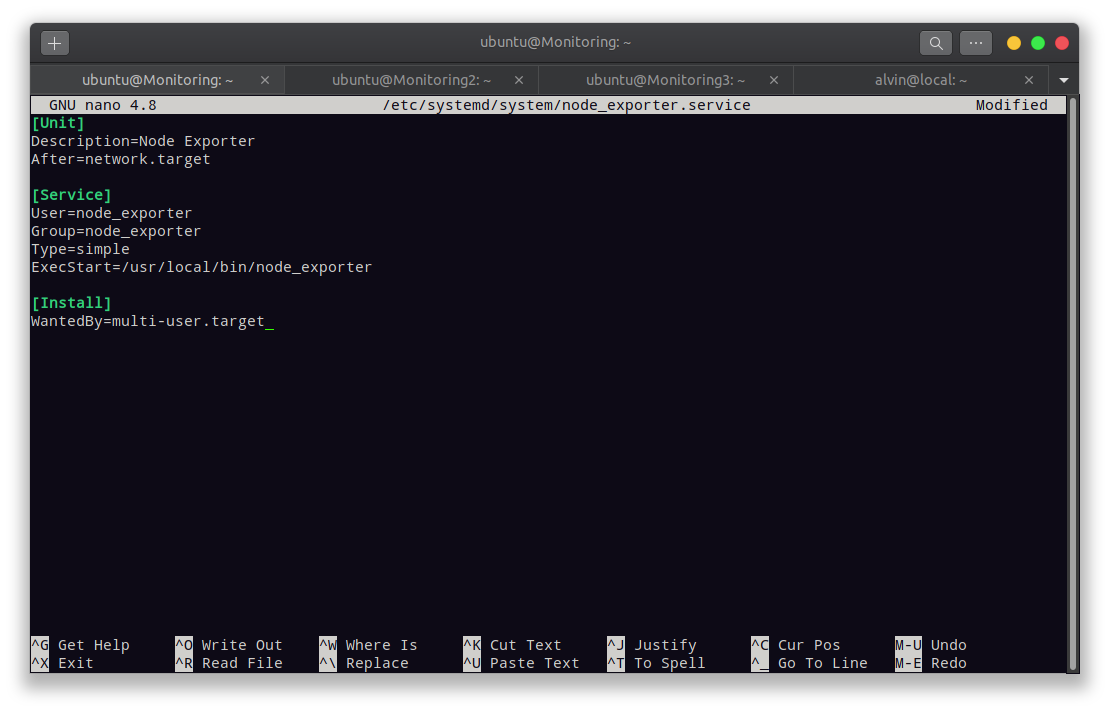 ubuntu@Monitoring: ~
ubuntu@Monitoring: ~ ubuntu@Monitoring2: ~ ubuntu@Monitoring3: ~ alvin@local: ~
GNU nano 4.8 /etc/systemd/system/node_exporter.service Modified
[Unit]
Description=Node Exporter
After=network.target
[Service]
User=node_exporter
Group=node_exporter
Type=simple
ExecStart=/usr/local/bin/node_exporter
[Install]
WantedBy=multi-user.target_
^G Get Help ^O Write Out ^W Where Is ^K Cut Text ^J Justify ^C Cur Pos M-U Undo
^X Exit ^R Read File ^\ Replace ^U Paste Text ^T To Spell ^_ Go To Line M-E Redo